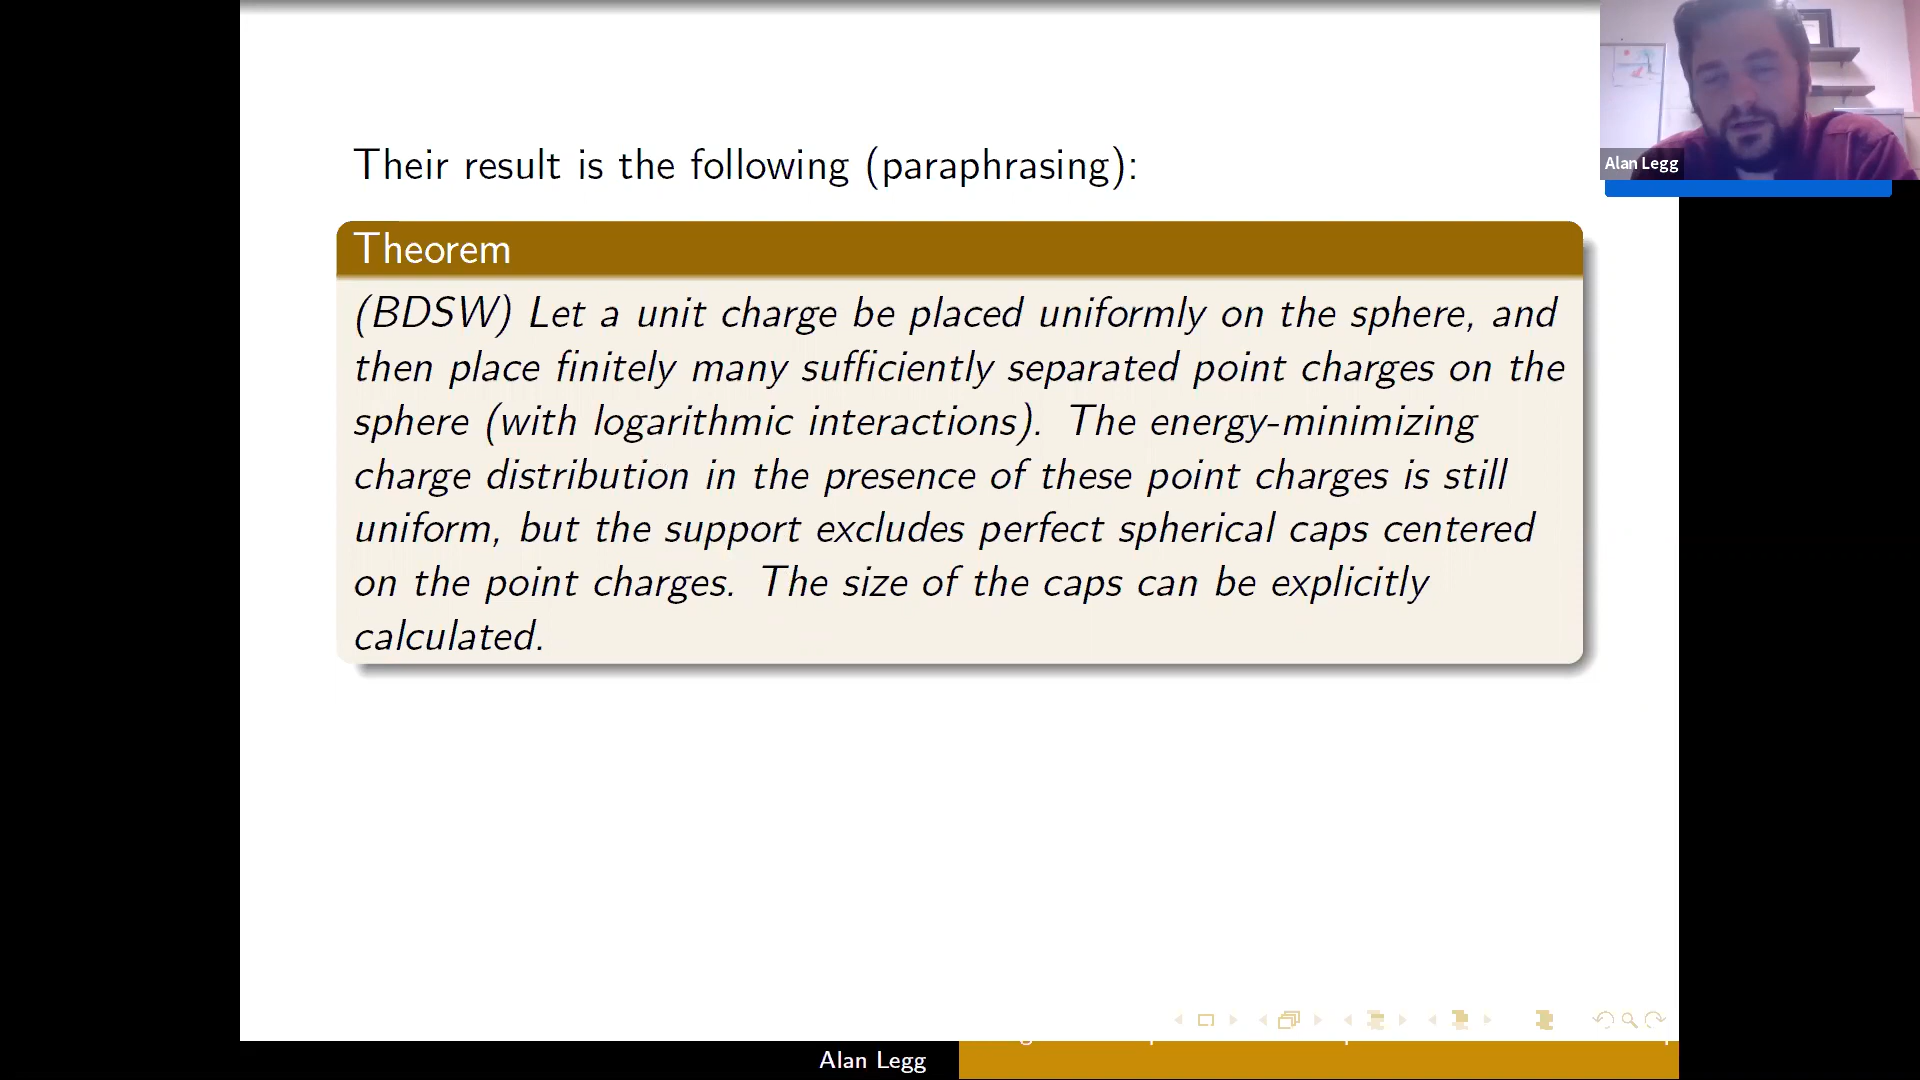 Their result is the following (paraphrasing):
Theorem
(BDSW) Let a unit charge be placed uniformly on the sphere, and
then place finitely many sufficiently separated point charges on the
sphere (with logarithmic interactions). The energy-minimizing
charge distribution in the presence of these point charges is still
uniform, but the support excludes perfect spherical caps centered
on the point charges. The size of the caps can be explicitly
calculated.
Alan Legg
Alan Legg